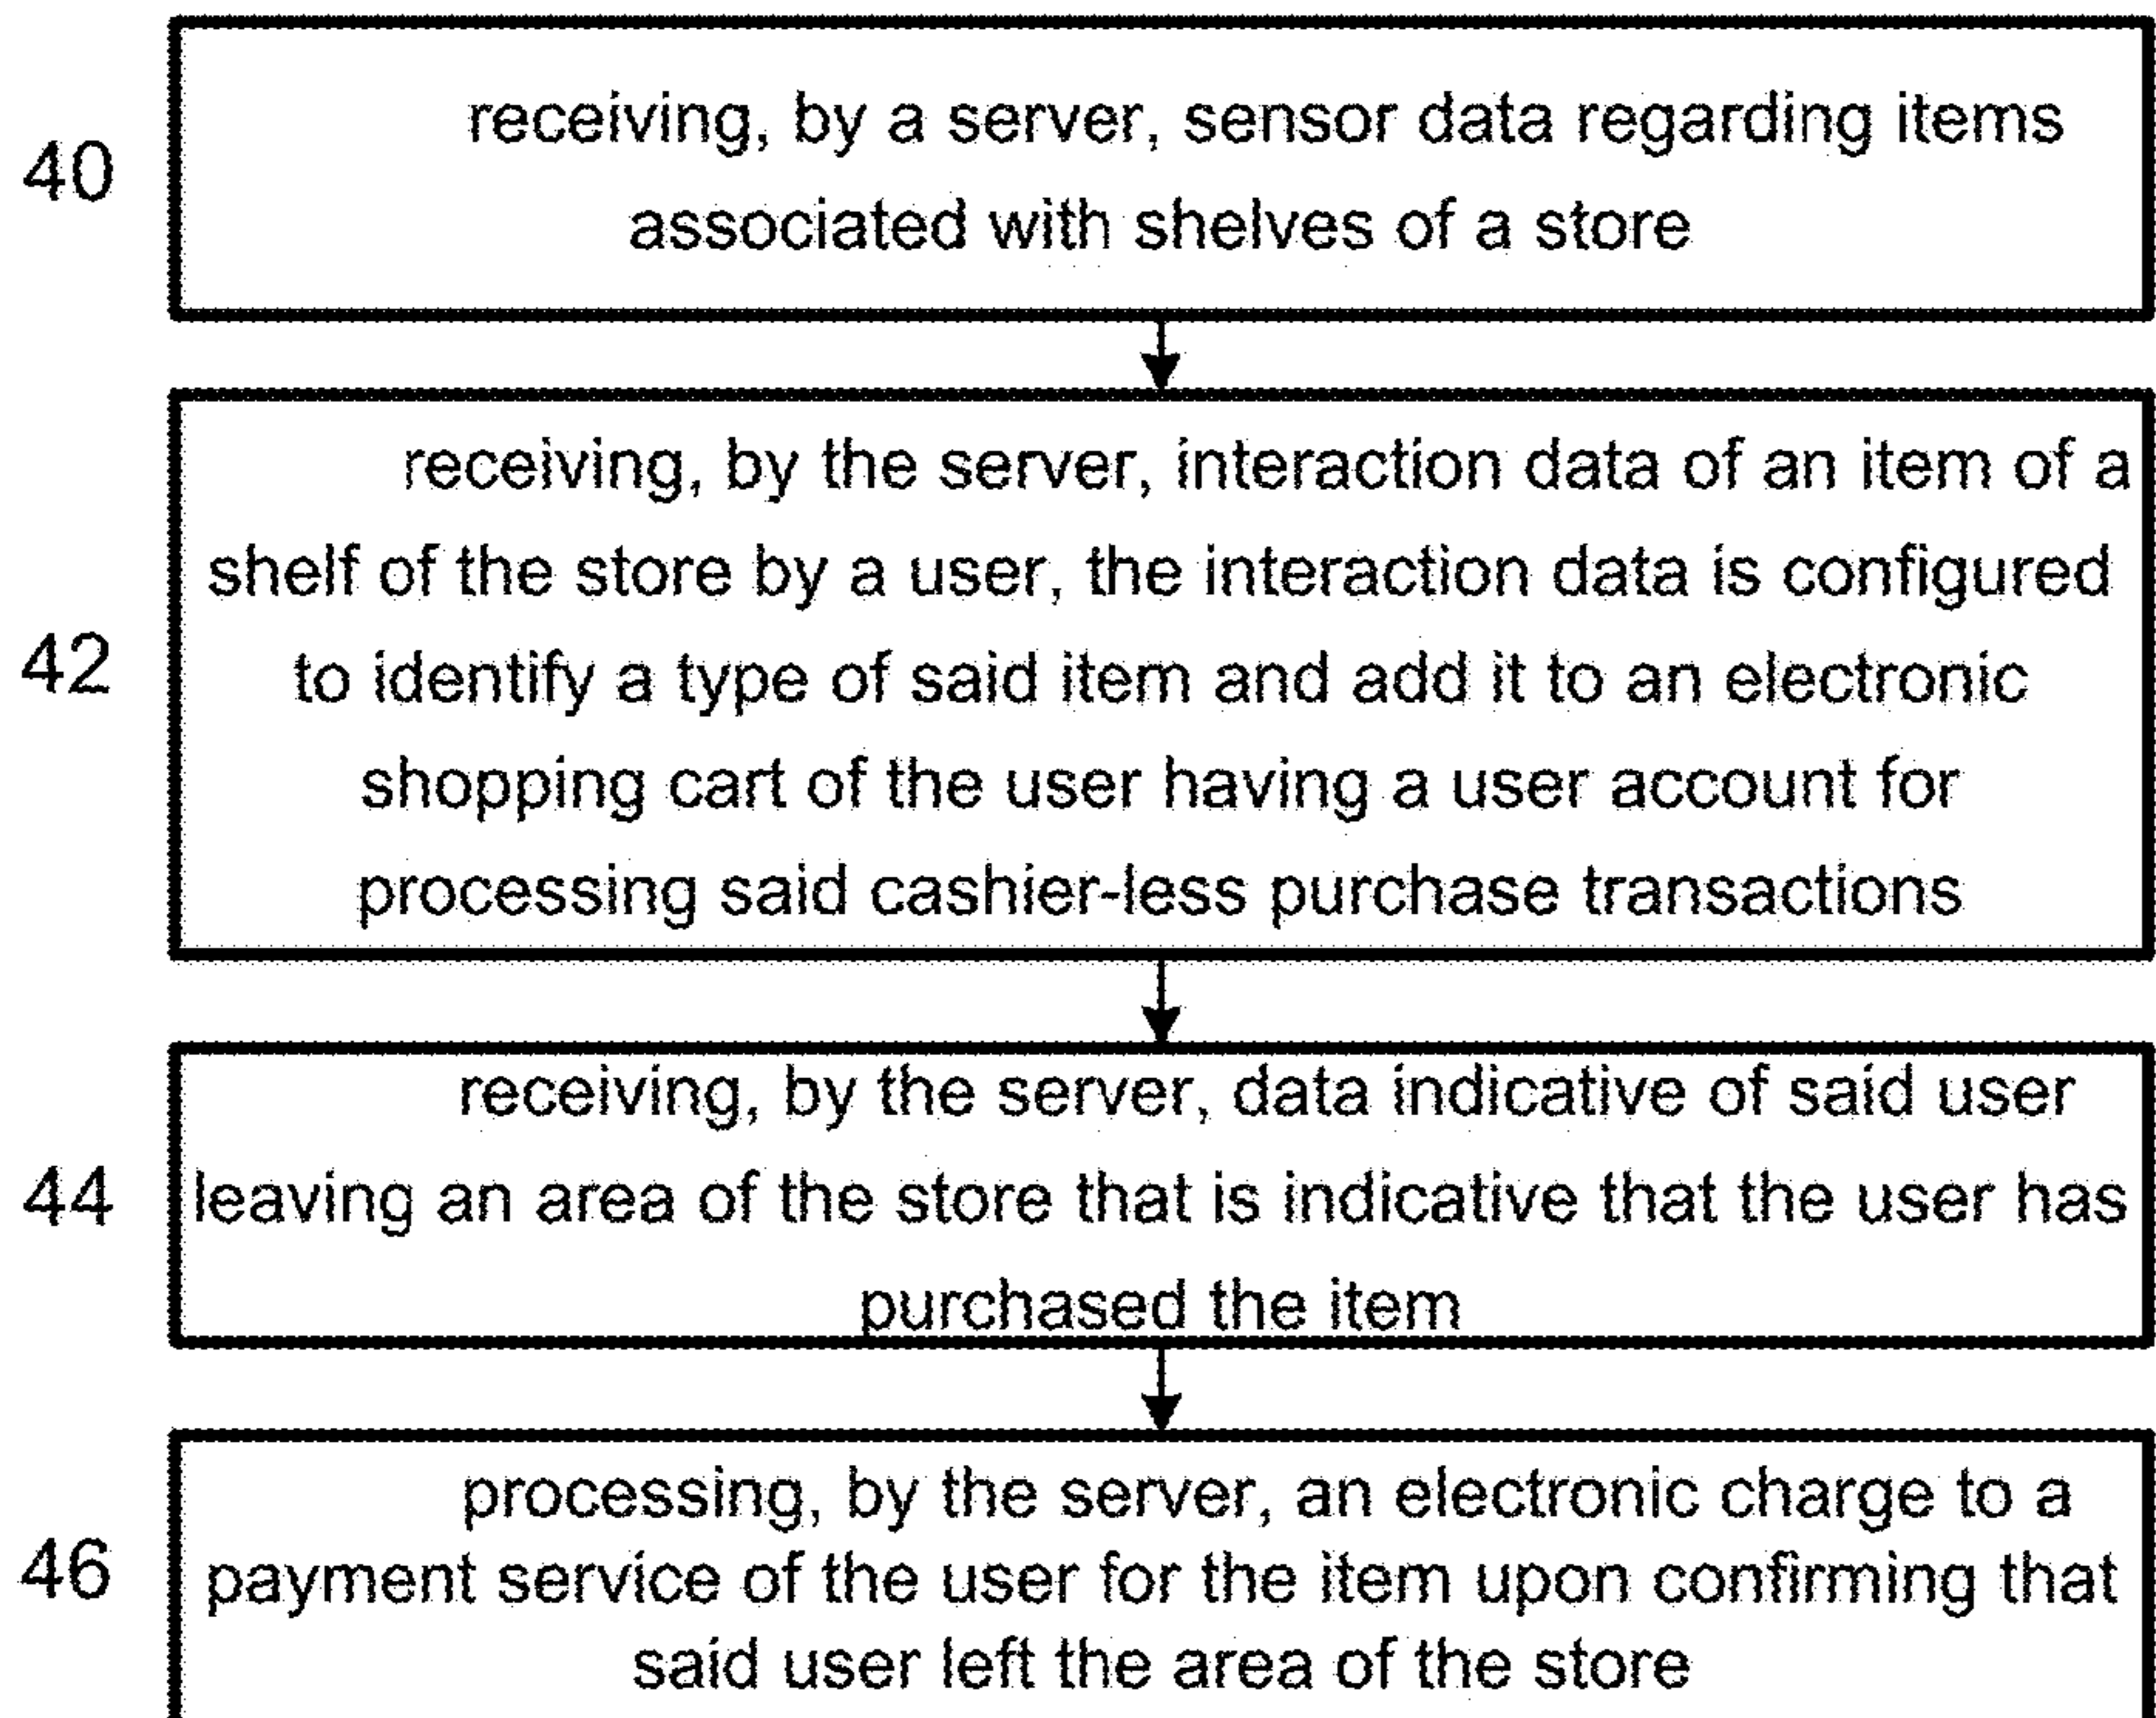 40
receiving, by a server, sensor data regarding items
associated with shelves of a store
42
receiving, by the server, interaction data of an item of a
shelf of the store by a user, the interaction data is configured
to identify a type of said item and add it to an electronic
shopping cart of the user having a user account for
processing said cashier-less purchase transactions
44
receiving, by the server, data indicative of said user
leaving an area of the store that is indicative that the user has
purchased the item
46
processing, by the server, an electronic charge to a
payment service of the user for the item upon confirming that
said user left the area of the store